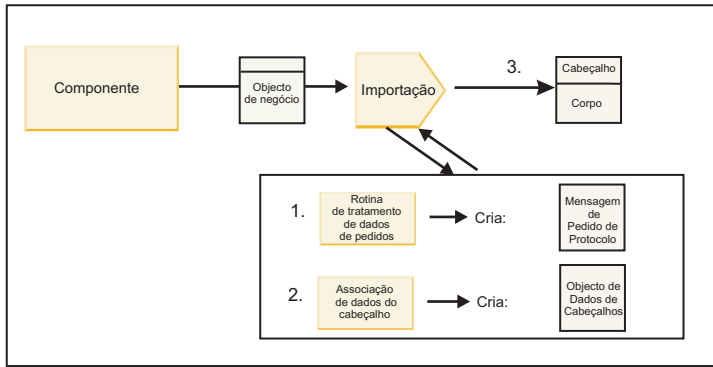 Componente
Objecto
de negócio
Importação
3.
Cabeçalho
Corpo
1.
Rotina
de tratamento
de dados
de pedidos
Cria:
Mensagem
de
Pedido de
Protocolo
2.
Associação
de dados do
cabeçalho
Cria:
Objecto de
Dados de
Cabeçalhos